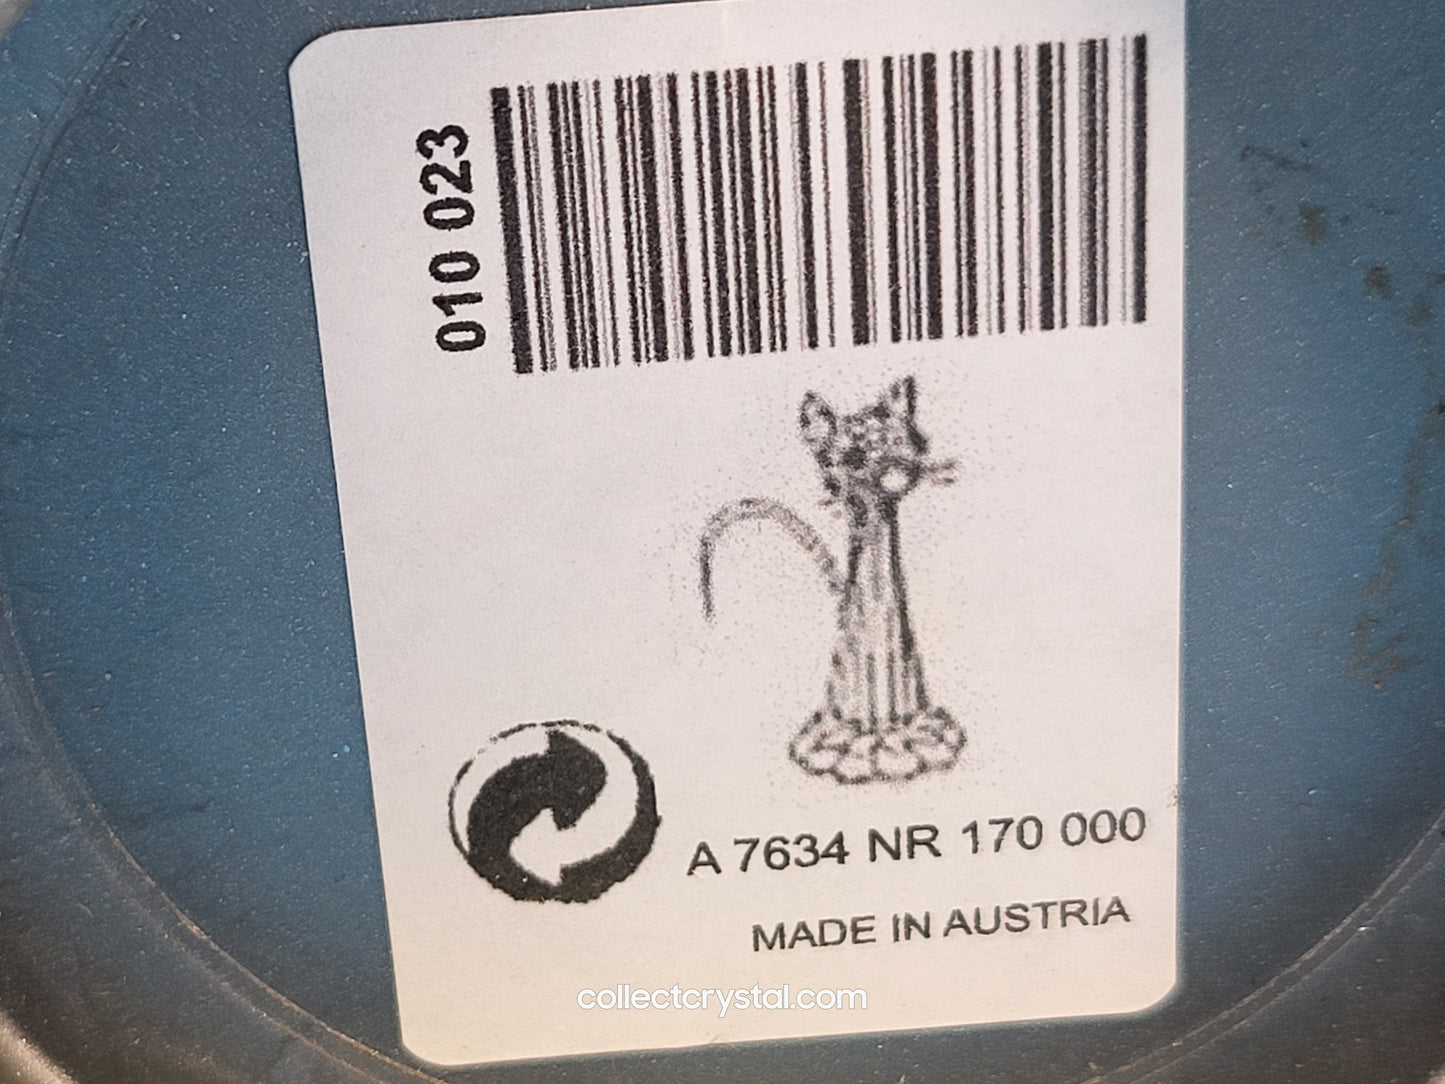 010 023
A 7634 NR 170 000
MADE IN AUSTRIA
collectcrystal.com